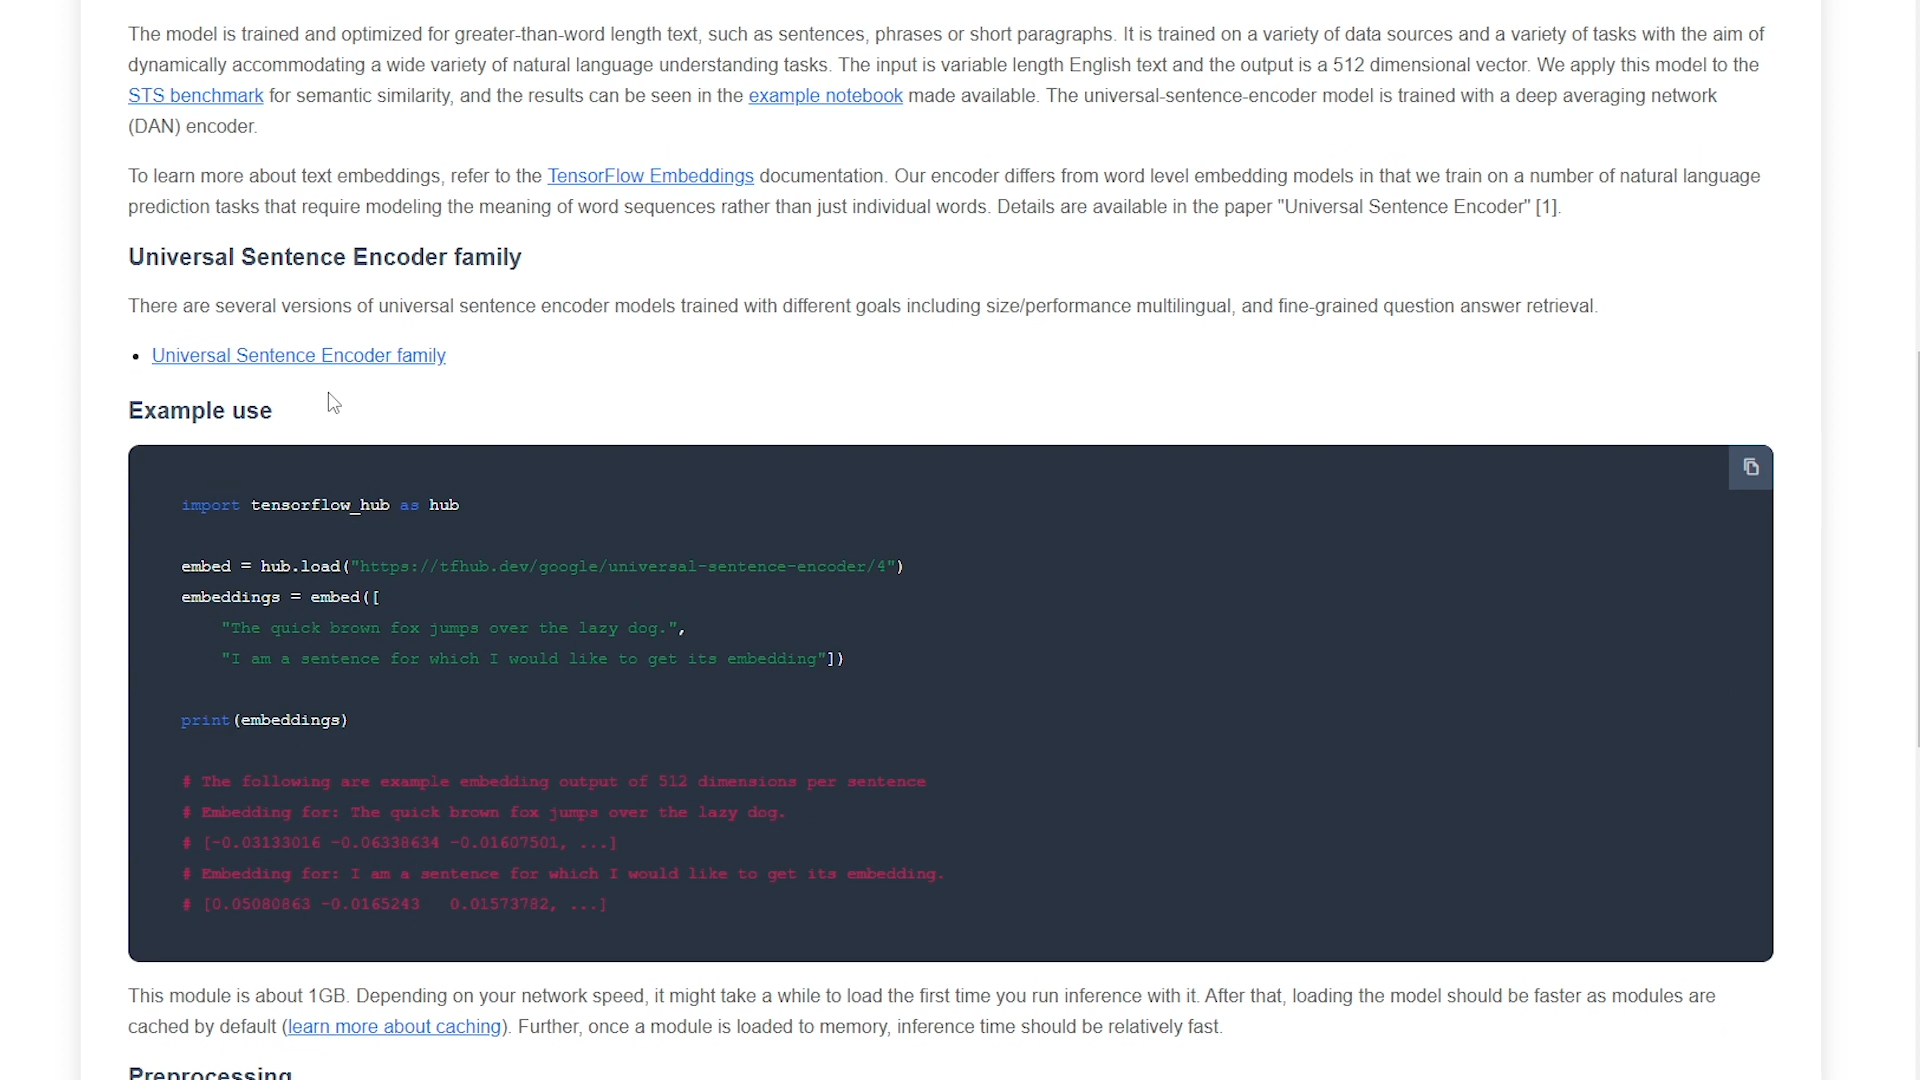 The model is trained and optimized for greater-than-word length text, such as sentences, phrases or short paragraphs. It is trained on a variety of data sources and a variety of tasks with the aim of
dynamically accommodating a wide variety of natural language understanding tasks. The input is variable length English text and the output is a 512 dimensional vector. We apply this model to the
STS benchmark for semantic similarity, and the results can be seen in the example notebook made available. The universal-sentence-encoder model is trained with a deep averaging network
(DAN) encoder.
To learn more about text embeddings, refer to the TensorFlow Embeddings documentation. Our encoder differs from word level embedding models in that we train on a number of natural language
prediction tasks that require modeling the meaning of word sequences rather than just individual words. Details are available in the paper "Universal Sentence Encoder" [1].
Universal Sentence Encoder family
There are several versions of universal sentence encoder models trained with different goals including size/performance multilingual, and fine-grained question answer retrieval.
• Universal Sentence Encoder family
Example use
import tensorflow_hub as hub
embed = hub.load("https://tfhub.dev/google/universal-sentence-encoder/4")
embeddings = embed([
"The quick brown fox jumps over the lazy dog.",
"I am a sentence for which I would like to get its embedding"])
print(embeddings)
# The following are example embedding output of 512 dimensions per sentence
# Embedding for: The quick brown fox jumps over the lazy dog.
# [-0.03133016 -0.06338634 -0.01607501, ...]
# Embedding for: I am a sentence for which I would like to get its embedding.
# [0.05080863 -0.0165243   0.01573782, ...]
This module is about 1GB. Depending on your network speed, it might take a while to load the first time you run inference with it. After that, loading the model should be faster as modules are
cached by default (learn more about caching). Further, once a module is loaded to memory, inference time should be relatively fast.
Preprocessing